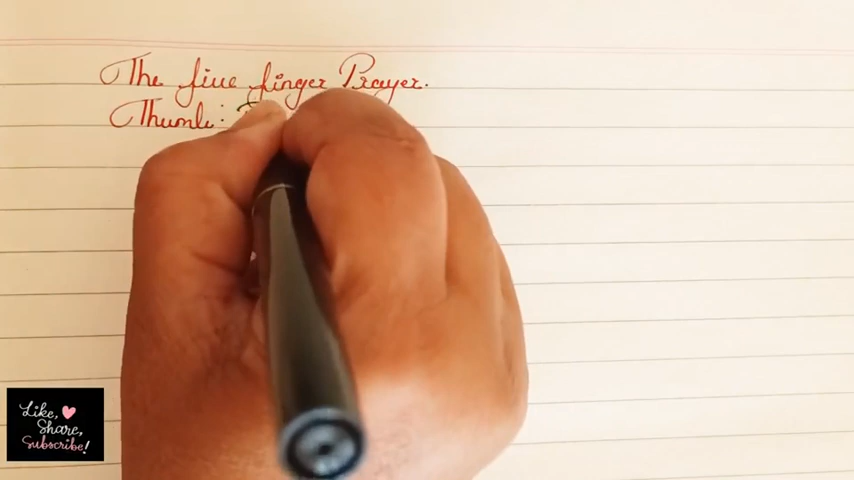 The five finger Prayer.
Thumb:
Like,
Share,
Subscribe!